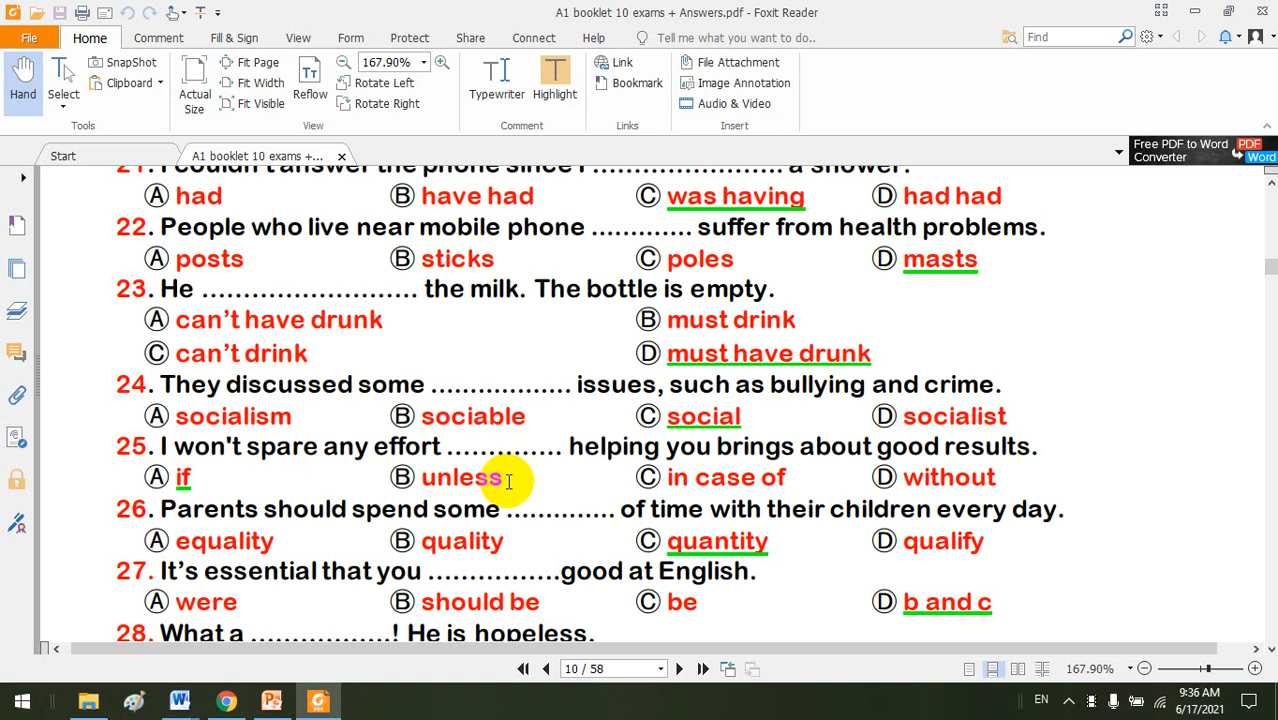 A1 booklet 10 exams + Answers.pdf - Foxit Reader
File Home Comment Fill & Sign View Form Protect Share Connect Help Tell me what you want to do.. Find
Hand
Select
SnapShot
Clipboard
Tools
Actual Size
Fit Page
Fit Width
Fit Visible
Reflow
Rotate Left
Rotate Right
View
Typewriter
Highlight
Comment
Link
Bookmark
Links
File Attachment
Image Annotation
Audio & Video
Insert
Start A1 booklet 10 exams +... Free PDF to Word Converter PDF Word
21. I couldn't answer the phone since I ........................ a shower.
A had B have had C was having D had had
22. People who live near mobile phone ............ suffer from health problems.
A posts B sticks C poles D masts
23. He .......................... the milk. The bottle is empty.
A can't have drunk B must drink
C can't drink D must have drunk
24. They discussed some ................. issues, such as bullying and crime.
A socialism B sociable C social D socialist
25. I won't spare any effort .............. helping you brings about good results.
A if B unless C in case of D without
26. Parents should spend some ............. of time with their children every day.
A equality B quality C quantity D qualify
27. It's essential that you ................good at English.
A were B should be C be D b and c
28. What a .................! He is hopeless.
10 / 58 167.90%
EN 9:36 AM
6/17/2021